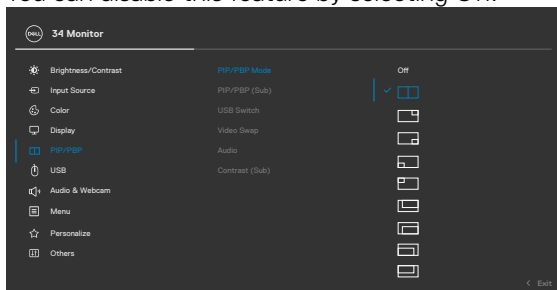 You can disable this feature by selecting Off.
DELL 34 Monitor
Brightness/Contrast PIP/PBP Mode Off
Input Source PIP/PBP (Sub)
Color USB Switch
Display Video Swap
PIP/PBP Audio
USB Contrast (Sub)
Audio & Webcam
Menu
Personalize
Others
< Exit